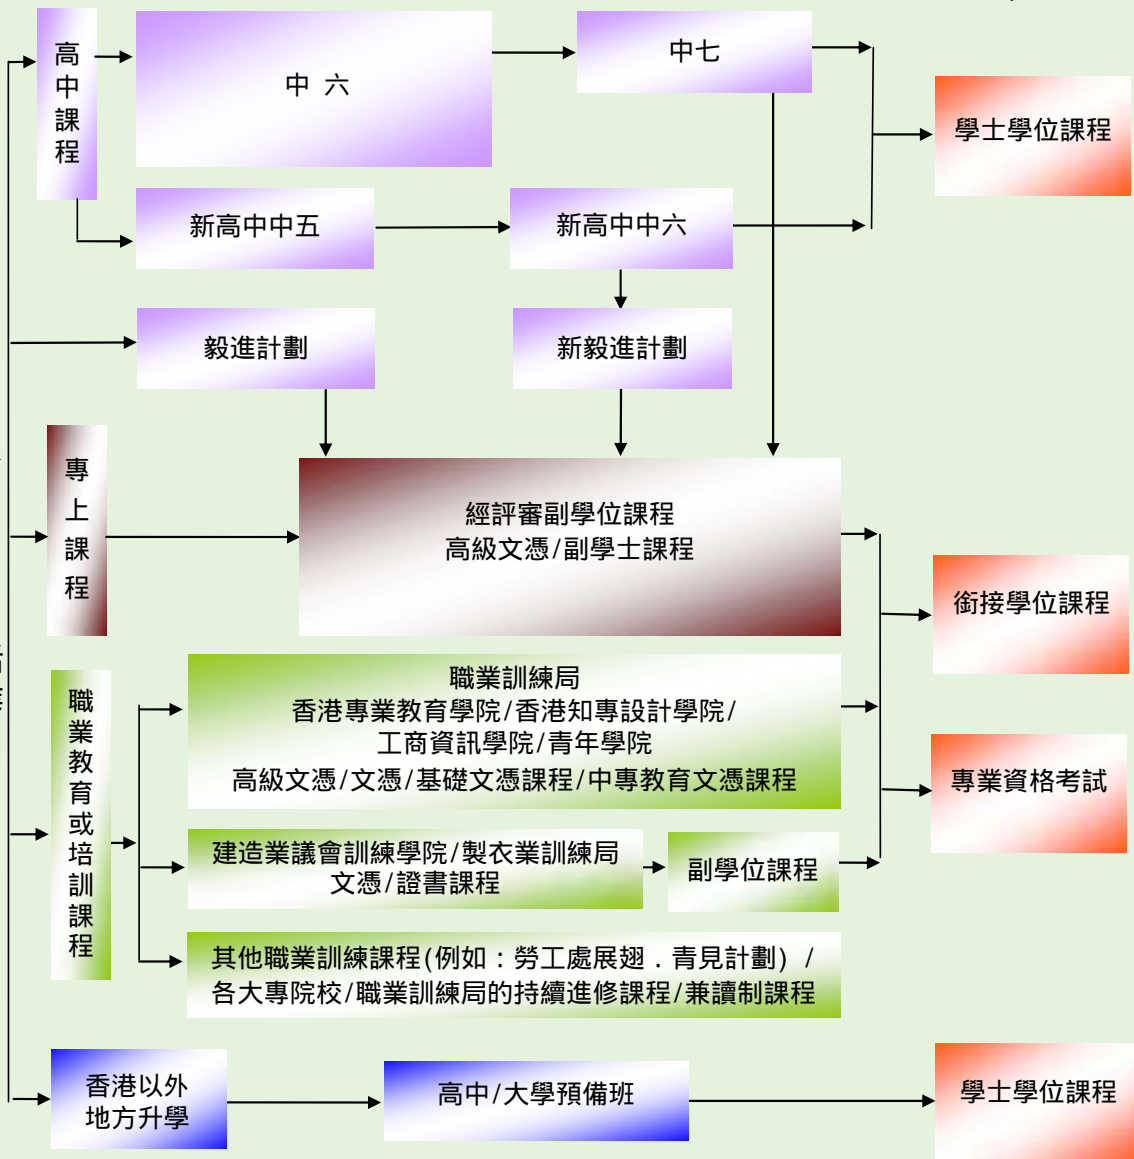 高中課程
中 六
中七
學士學位課程
新高中中五
新高中中六
毅進計劃
新毅進計劃
專上課程
經評審副學位課程
高級文憑/副學士課程
銜接學位課程
職業教育或培訓課程
職業訓練局
香港專業教育學院/香港知專設計學院/
工商資訊學院/青年學院
高級文憑/文憑/基礎文憑課程/中專教育文憑課程
專業資格考試
建造業議會訓練學院/製衣業訓練局
文憑/證書課程
副學位課程
其他職業訓練課程(例如：勞工處展翅．青見計劃) /
各大專院校/職業訓練局的持續進修課程/兼讀制課程
香港以外
地方升學
高中/大學預備班
學士學位課程